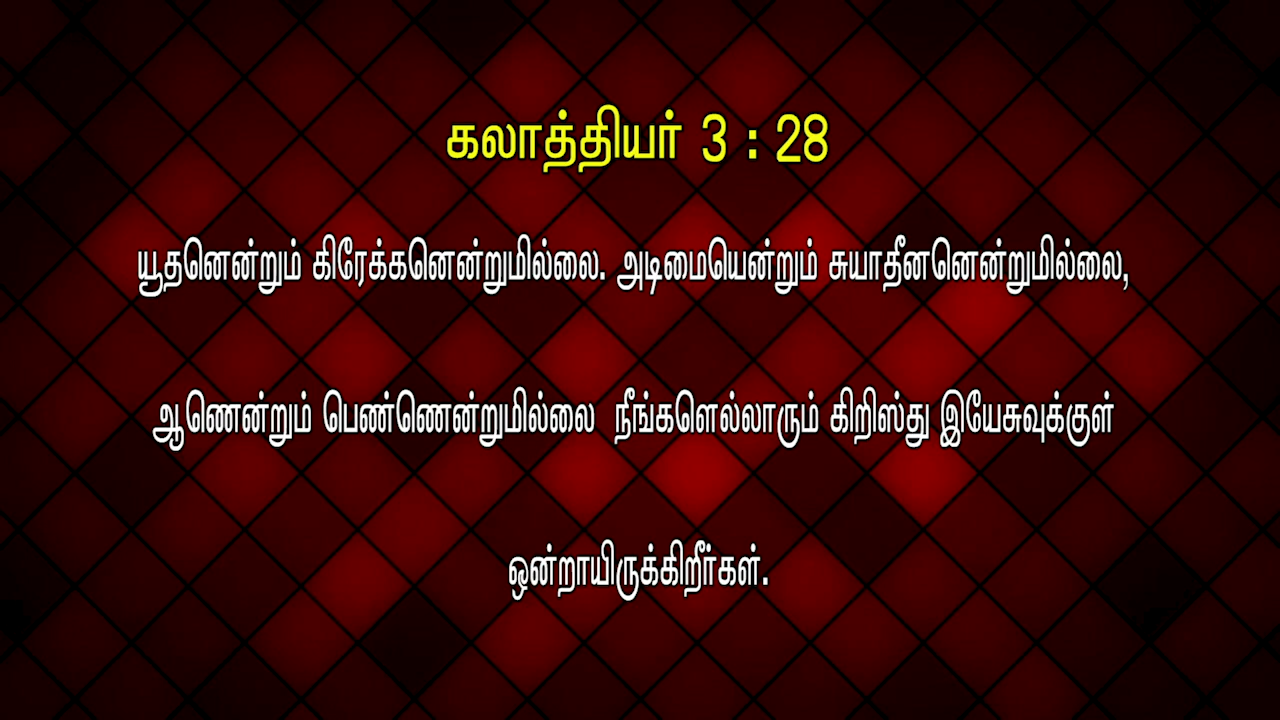 கலாத்தியர் 3 : 28
யூதனென்றும் கிரேக்கனென்றுமில்லை. அடிமையென்றும் சுயாதீனனென்றுமில்லை,
ஆணென்றும் பெண்ணென்றுமில்லை நீங்களெல்லாரும் கிறிஸ்து இயேசுவுக்குள்
ஒன்றாயிருக்கிறீர்கள்.